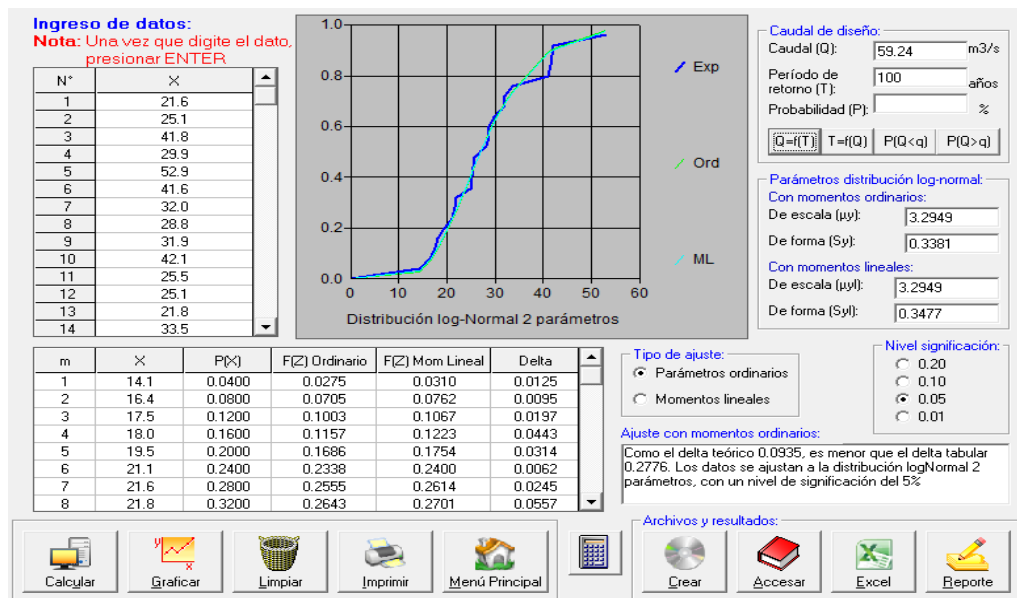 Ingreso de datos:
Nota: Una vez que digite el dato,
presionar ENTER
N° X
1 21.6
2 25.1
3 41.8
4 29.9
5 52.9
6 41.6
7 32.0
8 28.8
9 31.9
10 42.1
11 25.5
12 25.1
13 21.8
14 33.5
1.0
0.8
0.6
0.4
0.2
0.0
0 10 20 30 40 50 60
Distribución log-Normal 2 parámetros
Exp
Ord
ML
Caudal de diseño:
Caudal (Q): 59.24 m3/s
Período de
retorno (T): 100 años
Probabilidad (P): %
Q=f(T) T=f(Q) P(Q<q) P(Q>q)
Parámetros distribución log-normal:
Con momentos ordinarios:
De escala (μy): 3.2949
De forma (Sy): 0.3381
Con momentos lineales:
De escala (μyl): 3.2949
De forma (Syl): 0.3477
m X P(X) F(Z) Ordinario F(Z) Mom Lineal Delta
1 14.1 0.0400 0.0275 0.0310 0.0125
2 16.4 0.0800 0.0705 0.0762 0.0095
3 17.5 0.1200 0.1003 0.1067 0.0197
4 18.0 0.1600 0.1157 0.1223 0.0443
5 19.5 0.2000 0.1686 0.1754 0.0314
6 21.1 0.2400 0.2338 0.2400 0.0062
7 21.6 0.2800 0.2555 0.2614 0.0245
8 21.8 0.3200 0.2643 0.2701 0.0557
Tipo de ajuste:
Parámetros ordinarios
Momentos lineales
Nivel significación:
0.20
0.10
0.05
0.01
Ajuste con momentos ordinarios:
Como el delta teórico 0.0935, es menor que el delta tabular
0.2776. Los datos se ajustan a la distribución logNormal 2
parámetros, con un nivel de significación del 5%
Calcular
y
x
Graficar
Limpiar
Imprimir
Menú Principal
Archivos y resultados:
Crear
Accesar
Excel
Reporte